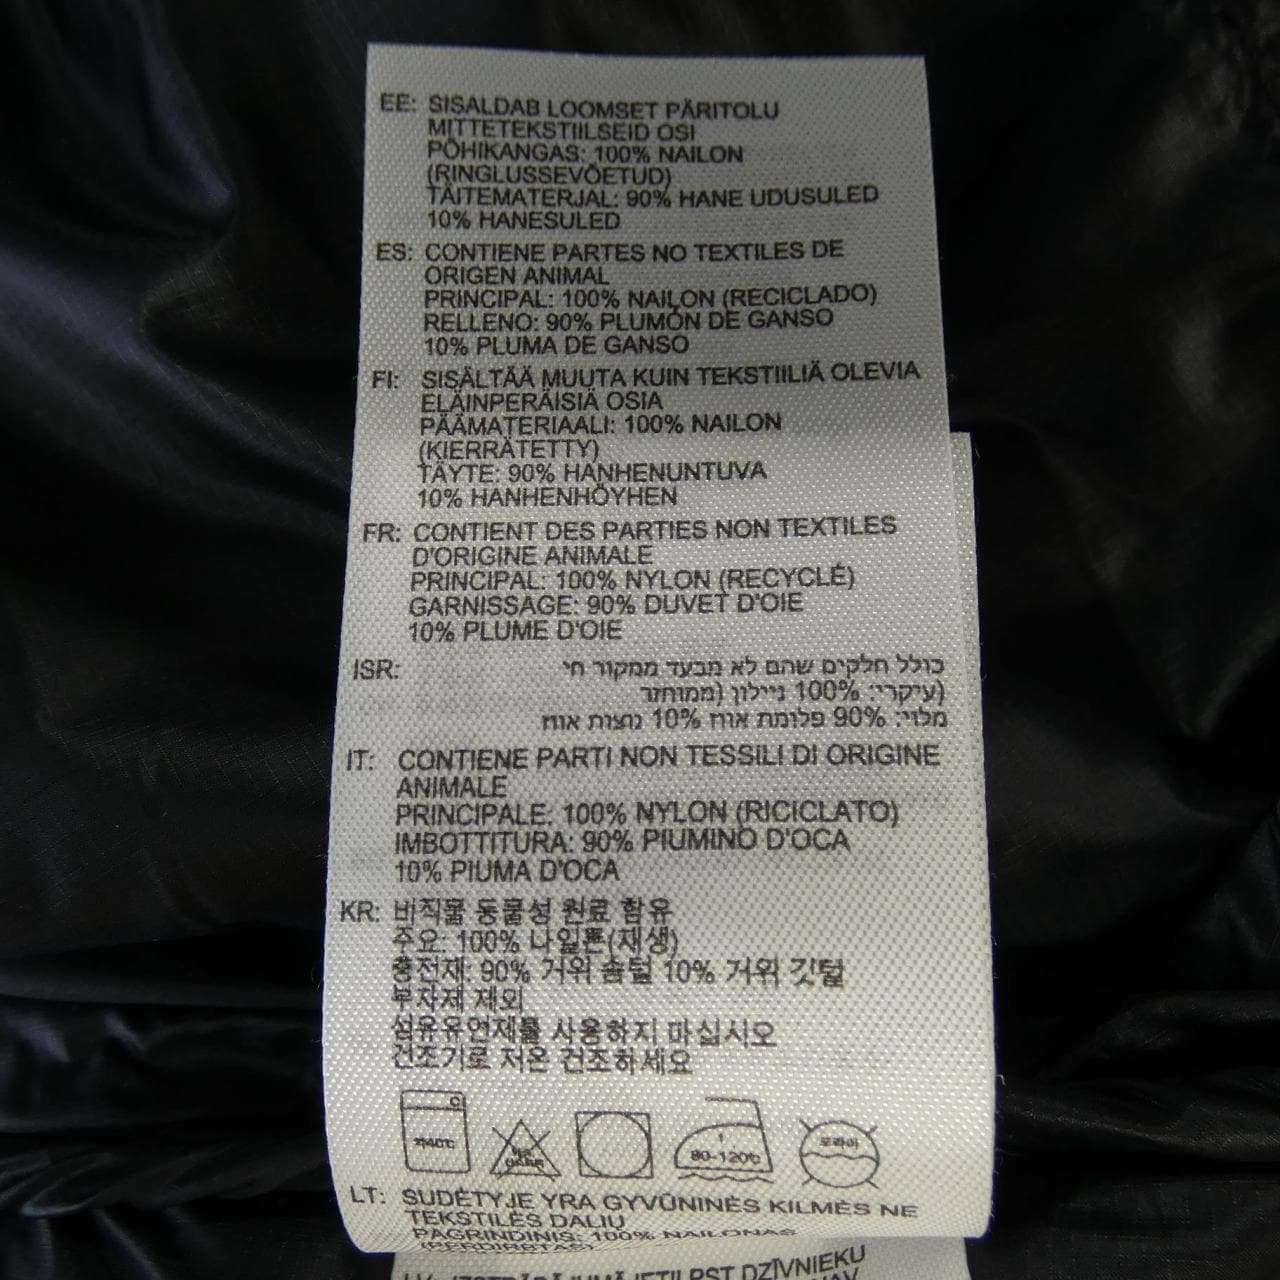 EE: SISALDAB LOOMSET PÄRITOLU
MITTETEKSTIILSEID OSI
PÕHIKANGAS: 100% NAILON
(RINGLUSSEVÕETUD)
TÄITEMATERJAL: 90% HANE UDUSULED
10% HANESULED
ES: CONTIENE PARTES NO TEXTILES DE
ORIGEN ANIMAL
PRINCIPAL: 100% NAILON (RECICLADO)
RELLENO: 90% PLUMÓN DE GANSO
10% PLUMA DE GANSO
FI: SISÄLTÄÄ MUUTA KUIN TEKSTIILIÄ OLEVIA
ELÄINPERÄISIÄ OSIA
PÄÄMATERIAALI: 100% NAILON
(KIERRÄTETTY)
TÄYTE: 90% HANHENUNTUVA
10% HANHENHÖYHEN
FR: CONTIENT DES PARTIES NON TEXTILES
D'ORIGINE ANIMALE
PRINCIPAL: 100% NYLON (RECYCLÉ)
GARNISSAGE: 90% DUVET D'OIE
10% PLUME D'OIE
ISR: כולל חלקים שהם לא מבעד ממקור חי
(עיקרי: 100% ניילון (ממוחזר
מלוי: 90% פלומת אווז 10% נוצות אווז
IT: CONTIENE PARTI NON TESSILI DI ORIGINE
ANIMALE
PRINCIPALE: 100% NYLON (RICICLATO)
IMBOTTITURA: 90% PIUMINO D'OCA
10% PIUMA D'OCA
KR: 비직물 동물성 원료 함유
주요: 100% 나일론(재생)
충전재: 90% 거위 솜털 10% 거위 깃털
부자재 제외
섬유유연제를 사용하지 마십시오
건조기로 저온 건조하세요
약40℃
80-120℃
드라이
LT: SUDĖTYJE YRA GYVŪNINĖS KILMĖS NE
TEKSTILĖS DALIŲ
PAGRINDINIS: 100% NAILONAS
(PERDIRBTAS)
DZĪVNIEKU